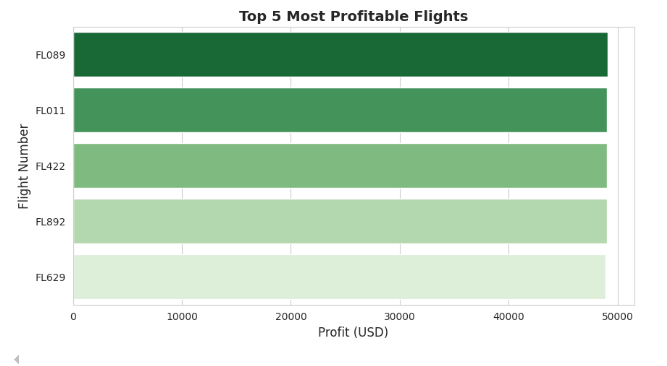 Top 5 Most Profitable Flights
Flight Number
FL089
FL011
FL422
FL892
FL629
0 10000 20000 30000 40000 50000
Profit (USD)